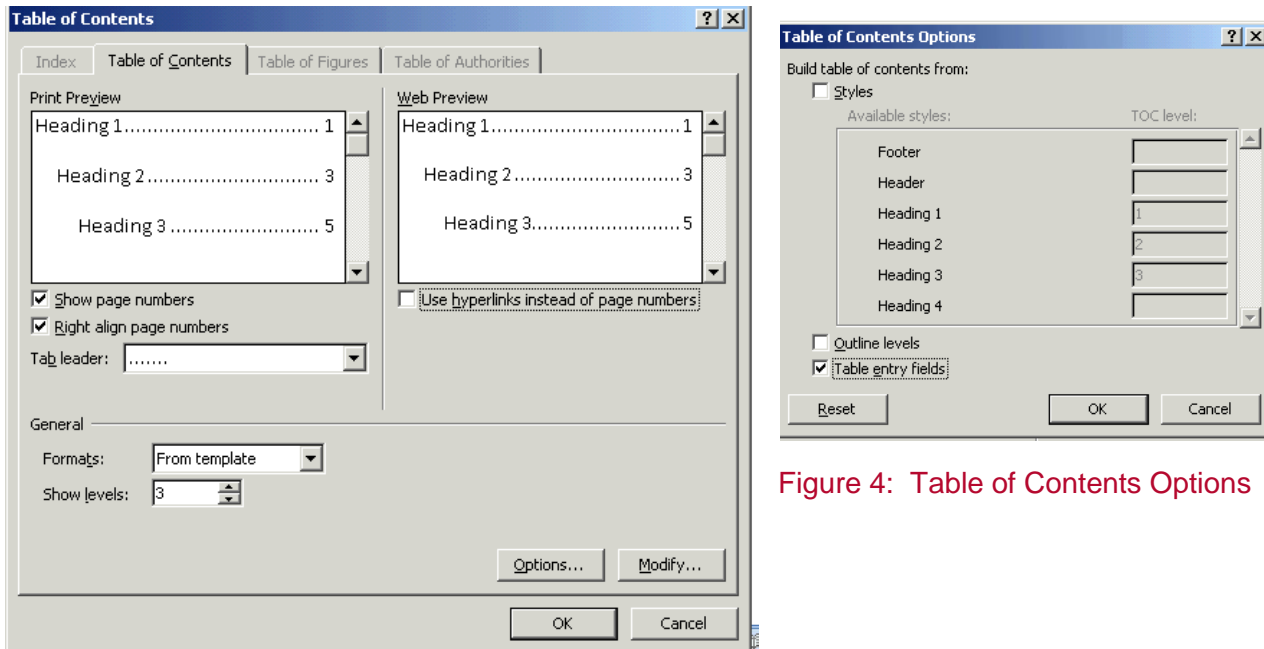 Table of Contents
Index Table of Contents Table of Figures Table of Authorities
Print Preview
Heading 1.................................. 1
Heading 2.............................. 3
Heading 3 .......................... 5
Show page numbers
Right align page numbers
Tab leader: .......
Web Preview
Heading 1.................................1
Heading 2.............................3
Heading 3..........................5
Use hyperlinks instead of page numbers
General
Formats: From template
Show levels: 3
Options... Modify...
OK Cancel
Table of Contents Options
Build table of contents from:
Styles
Available styles: TOC level:
Footer
Header
Heading 1 1
Heading 2 2
Heading 3 3
Heading 4
Outline levels
Table entry fields
Reset OK Cancel
Figure 4: Table of Contents Options